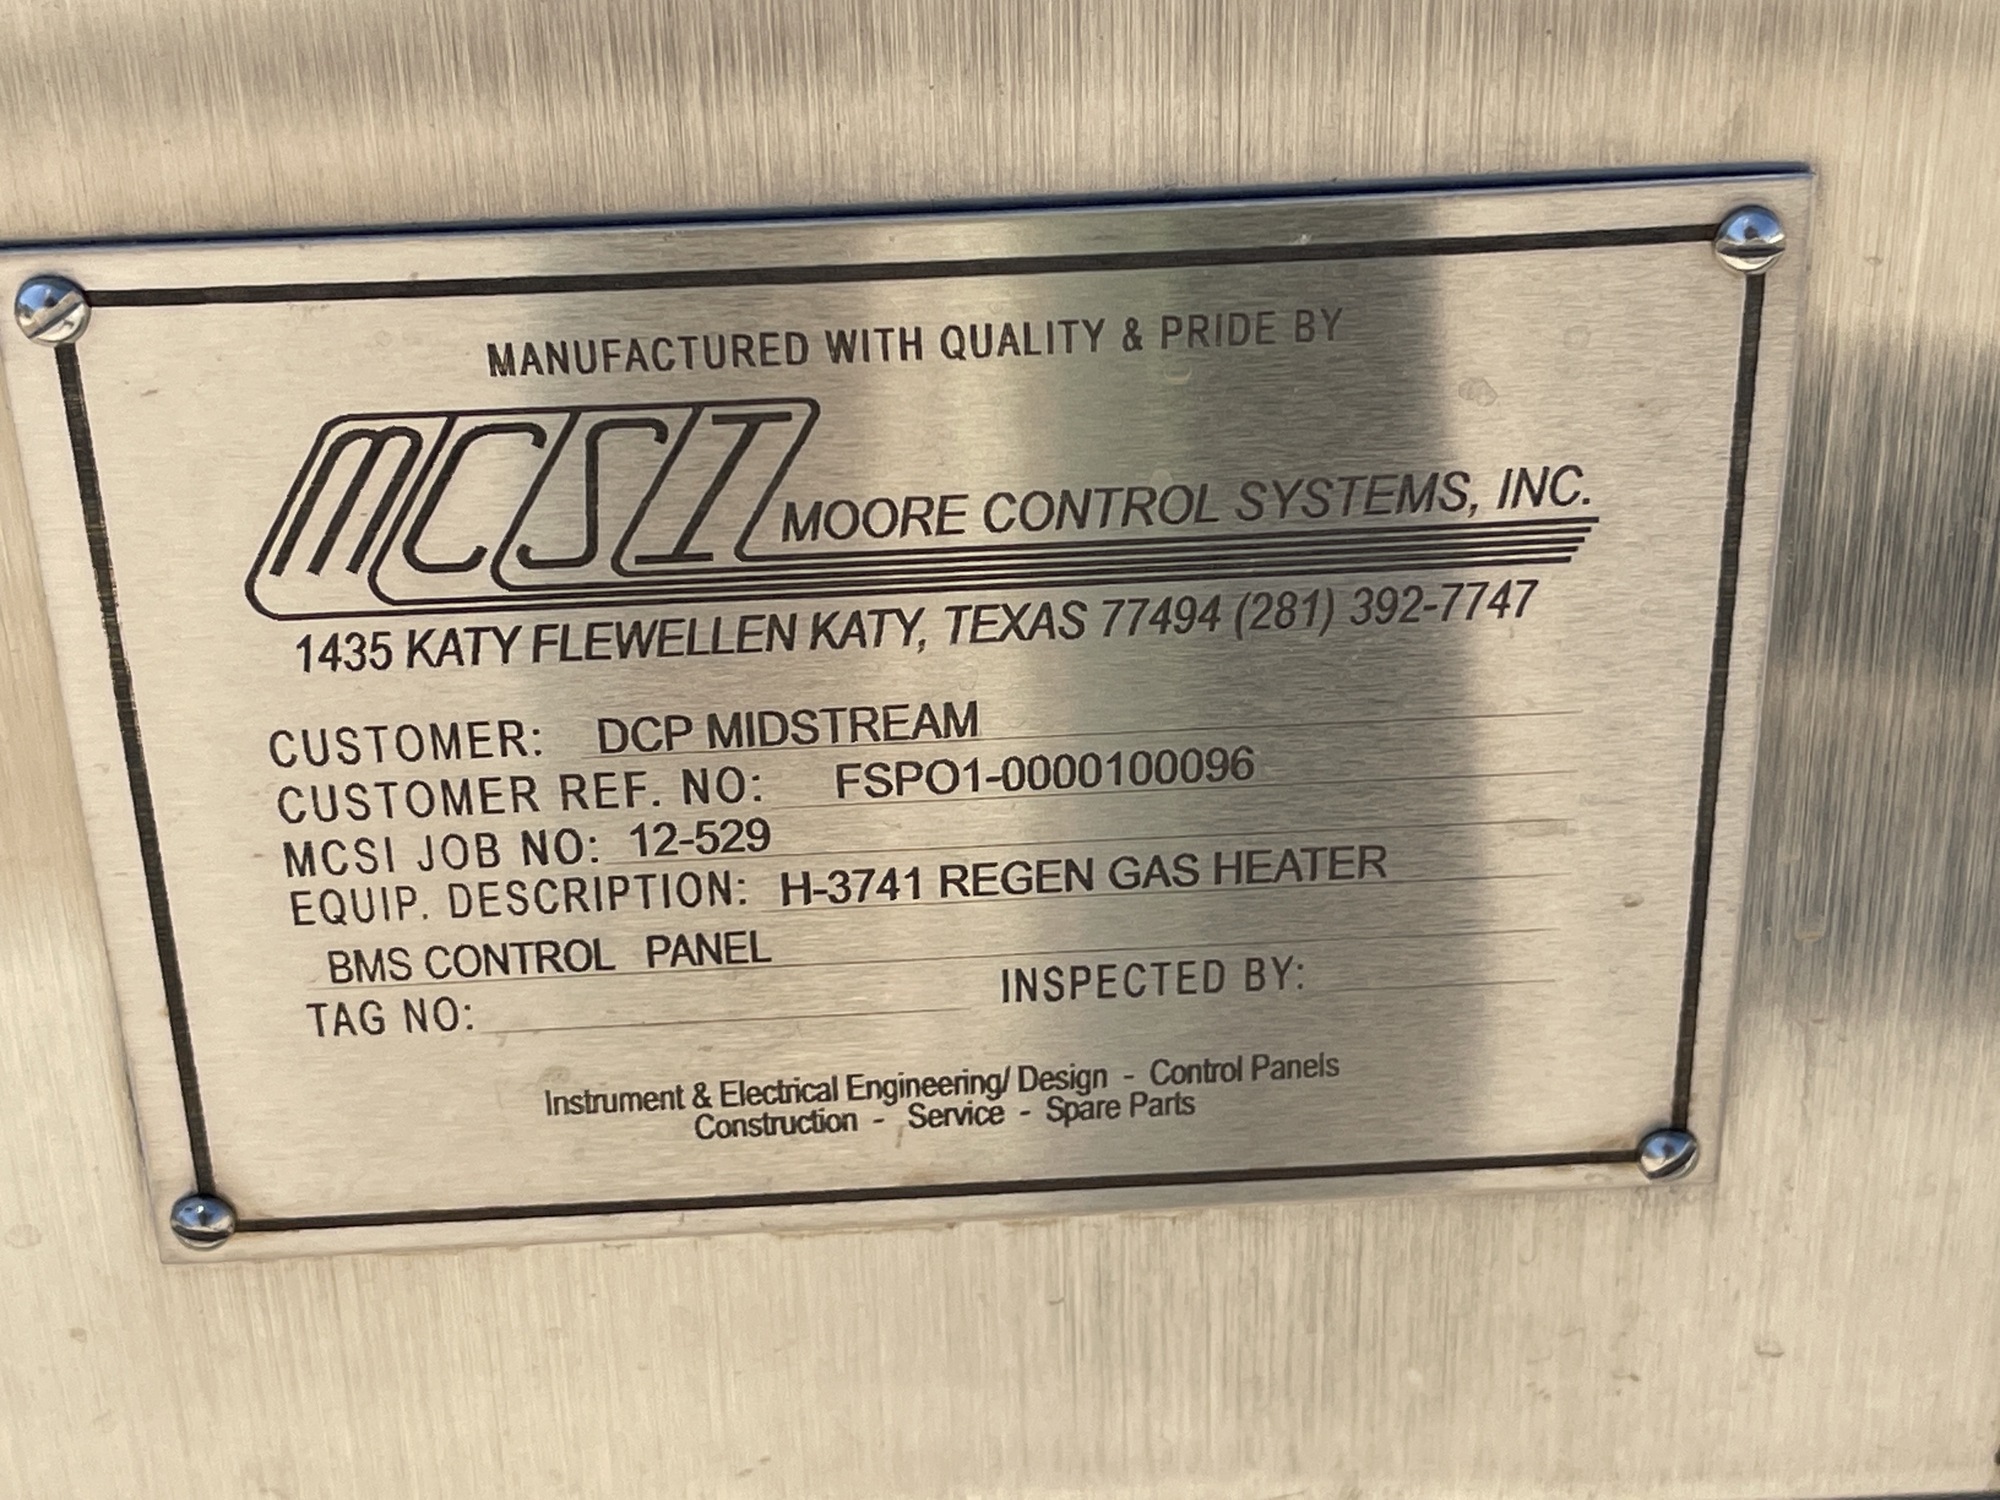 MANUFACTURED WITH QUALITY & PRIDE BY
MCSI MOORE CONTROL SYSTEMS, INC.
1435 KATY FLEWELLEN KATY, TEXAS 77494 (281) 392-7747
CUSTOMER: DCP MIDSTREAM
CUSTOMER REF. NO: FSPO1-0000100096
MCSI JOB NO: 12-529
EQUIP. DESCRIPTION: H-3741 REGEN GAS HEATER
BMS CONTROL PANEL
TAG NO: INSPECTED BY:
Instrument & Electrical Engineering/ Design - Control Panels
Construction - Service - Spare Parts